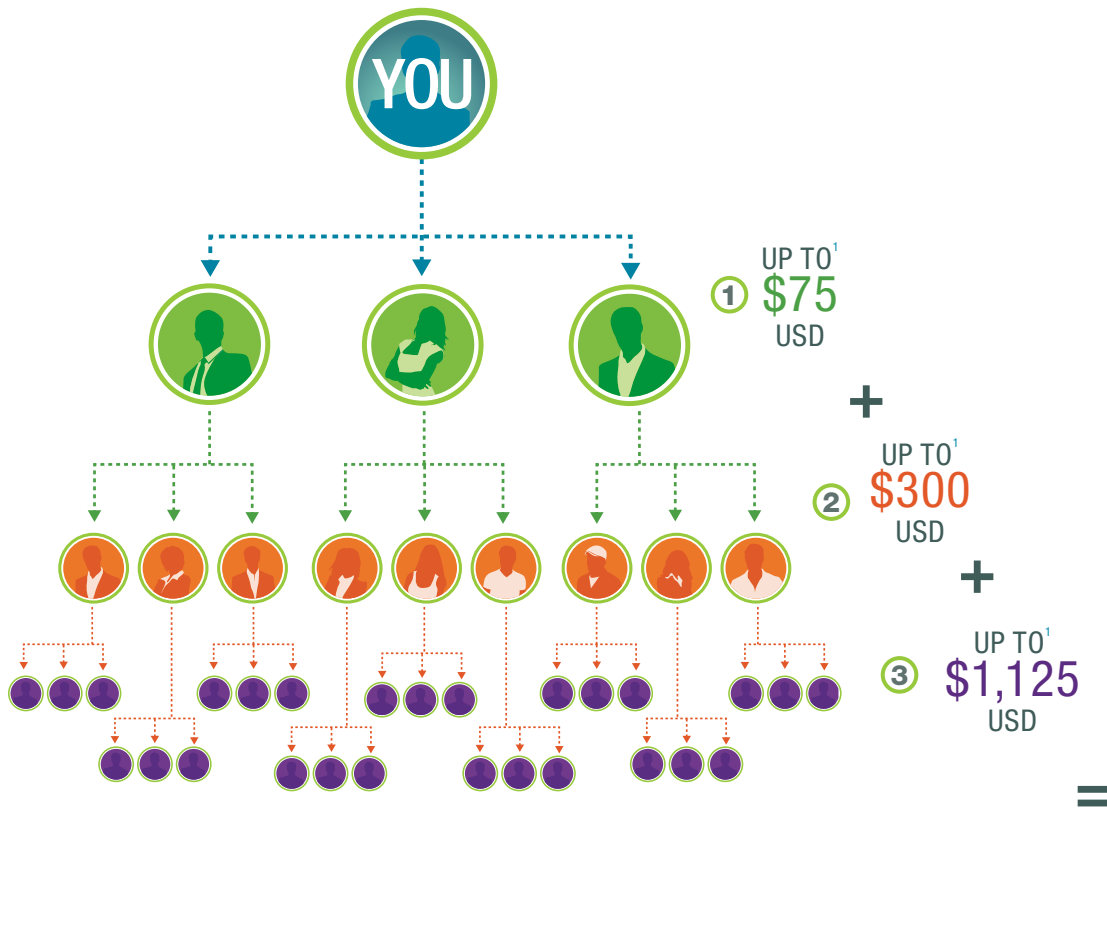 YOU
UP TO¹
① $75
USD
+
UP TO¹
② $300
USD
+
UP TO¹
③ $1,125
USD
=